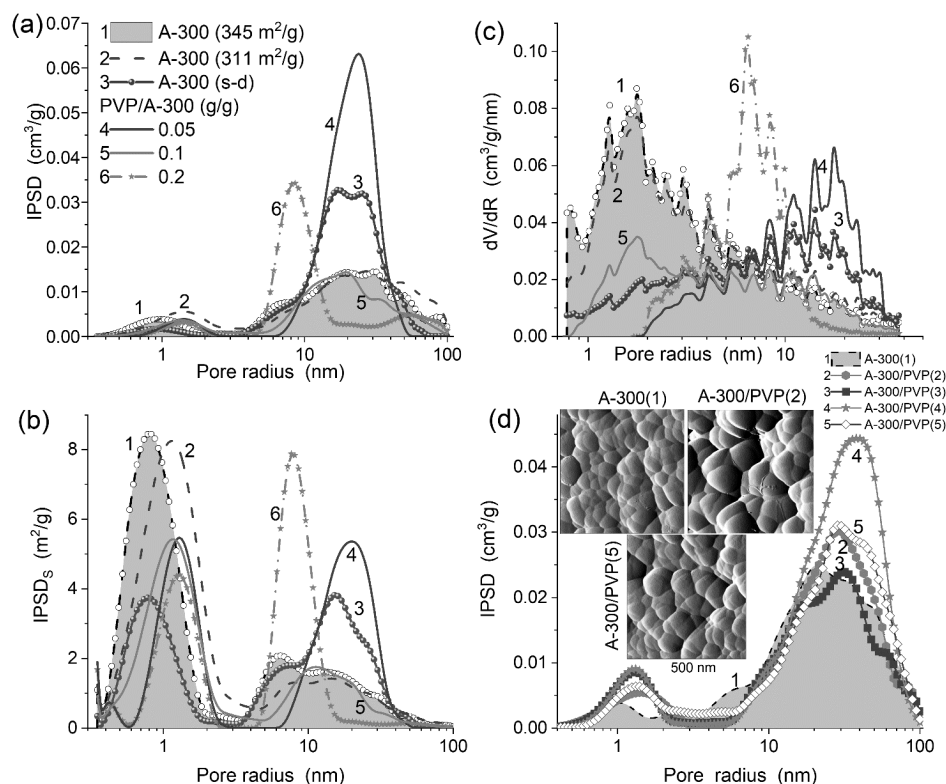 (a)
0.07
0.06
0.05
0.04
0.03
0.02
0.01
0.00
IPSD (cm³/g)
1 A-300 (345 m²/g)
2 A-300 (311 m²/g)
3 A-300 (s-d)
PVP/A-300 (g/g)
4 0.05
5 0.1
6 0.2
4
3
6
1
2
5
1 10 100
Pore radius (nm)
(c)
0.10
0.08
0.06
0.04
0.02
0.00
dV/dR (cm³/g/nm)
1
6
2
5
4
3
1 10
Pore radius (nm)
(b)
8
6
4
2
0
IPSDS (m²/g)
1
2
6
4
3
5
1 10 100
Pore radius (nm)
1 A-300(1)
2 A-300/PVP(2)
3 A-300/PVP(3)
4 A-300/PVP(4)
5 A-300/PVP(5)
(d)
A-300(1) A-300/PVP(2)
A-300/PVP(5)
500 nm
0.04
0.03
0.02
0.01
0.00
IPSD (cm³/g)
4
5
2
3
1
1 10 100
Pore radius (nm)